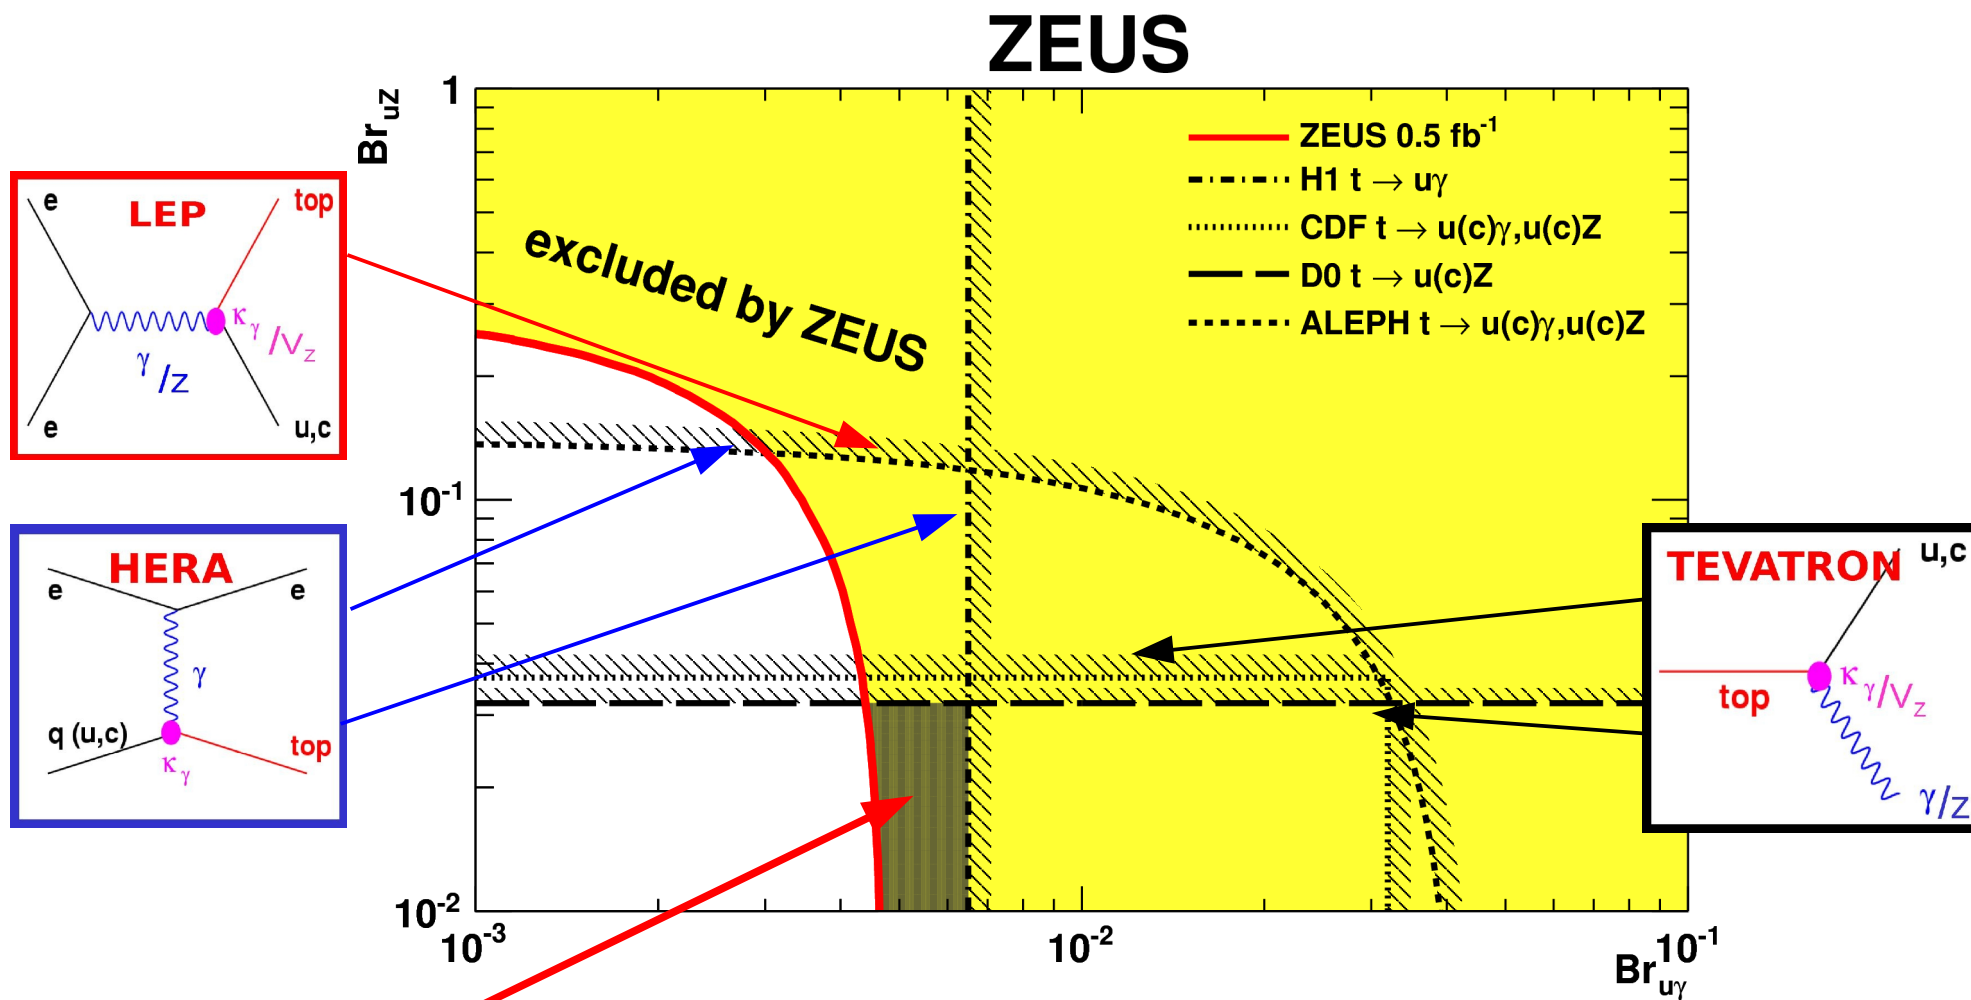 ZEUS
Br_uZ
1
10⁻¹
10⁻²
10⁻³
10⁻²
10⁻¹
Br_uγ
ZEUS 0.5 fb⁻¹
H1 t → uγ
CDF t → u(c)γ,u(c)Z
D0 t → u(c)Z
ALEPH t → u(c)γ,u(c)Z
excluded by ZEUS
LEP
e
top
κ_γ/V_Z
γ/Z
e
u,c
HERA
e
e
γ
q (u,c)
κ_γ
top
TEVATRON
u,c
top
κ_γ/V_Z
γ/Z